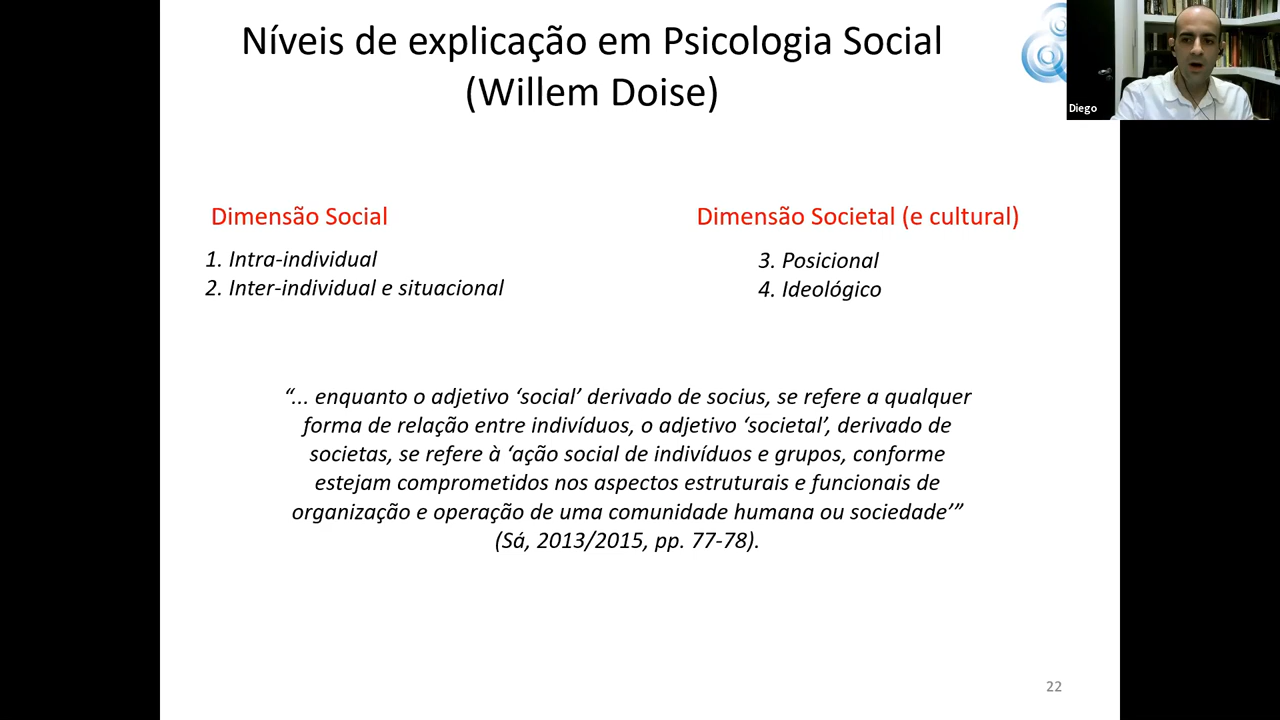 Níveis de explicação em Psicologia Social
(Willem Doise)
Diego
Dimensão Social
1. Intra-individual
2. Inter-individual e situacional
Dimensão Societal (e cultural)
3. Posicional
4. Ideológico
“... enquanto o adjetivo ‘social’ derivado de socius, se refere a qualquer
forma de relação entre indivíduos, o adjetivo ‘societal’, derivado de
societas, se refere à ‘ação social de indivíduos e grupos, conforme
estejam comprometidos nos aspectos estruturais e funcionais de
organização e operação de uma comunidade humana ou sociedade’”
(Sá, 2013/2015, pp. 77-78).
22